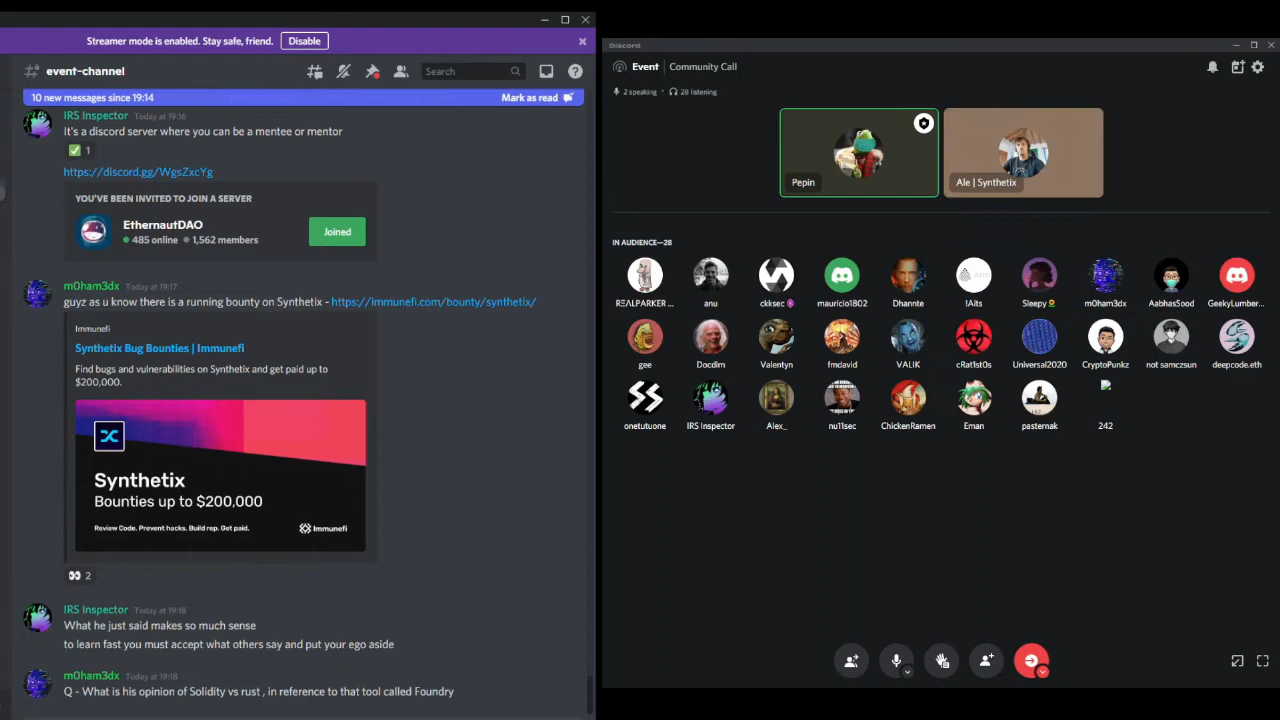 Streamer mode is enabled. Stay safe, friend. Disable
event-channel
Search
10 new messages since 19:14 Mark as read
IRS Inspector Today at 19:16
It's a discord server where you can be a mentee or mentor
1
https://discord.gg/WgsZxcYg
YOU'VE BEEN INVITED TO JOIN A SERVER
EthernautDAO
485 online 1,562 members
Joined
m0ham3dx Today at 19:17
guyz as u know there is a running bounty on Synthetix - https://immunefi.com/bounty/synthetix/
Immunefi
Synthetix Bug Bounties | Immunefi
Find bugs and vulnerabilities on Synthetix and get paid up to
$200,000.
Synthetix
Bounties up to $200,000
Review Code. Prevent hacks. Build rep. Get paid. Immunefi
2
IRS Inspector Today at 19:18
What he just said makes so much sense
to learn fast you must accept what others say and put your ego aside
m0ham3dx Today at 19:18
Q - What is his opinion of Solidity vs rust , in reference to that tool called Foundry
Discord
Event Community Call
2 speaking • 28 listening
Pepin
Ale | Synthetix
IN AUDIENCE—28
RΞΛLPARKER ... anu ckksec mauricio1802 Dhannte !Aits Sleepy m0ham3dx AabhasSood GeekyLumber...
gee Docdim Valentyn fmdavid VALIK cRat1st0s Universal2020 CryptoPunkz not samczsun deepcode.eth
onetutuone IRS Inspector Alex_ nu11sec ChickenRamen Eman pasternak 242